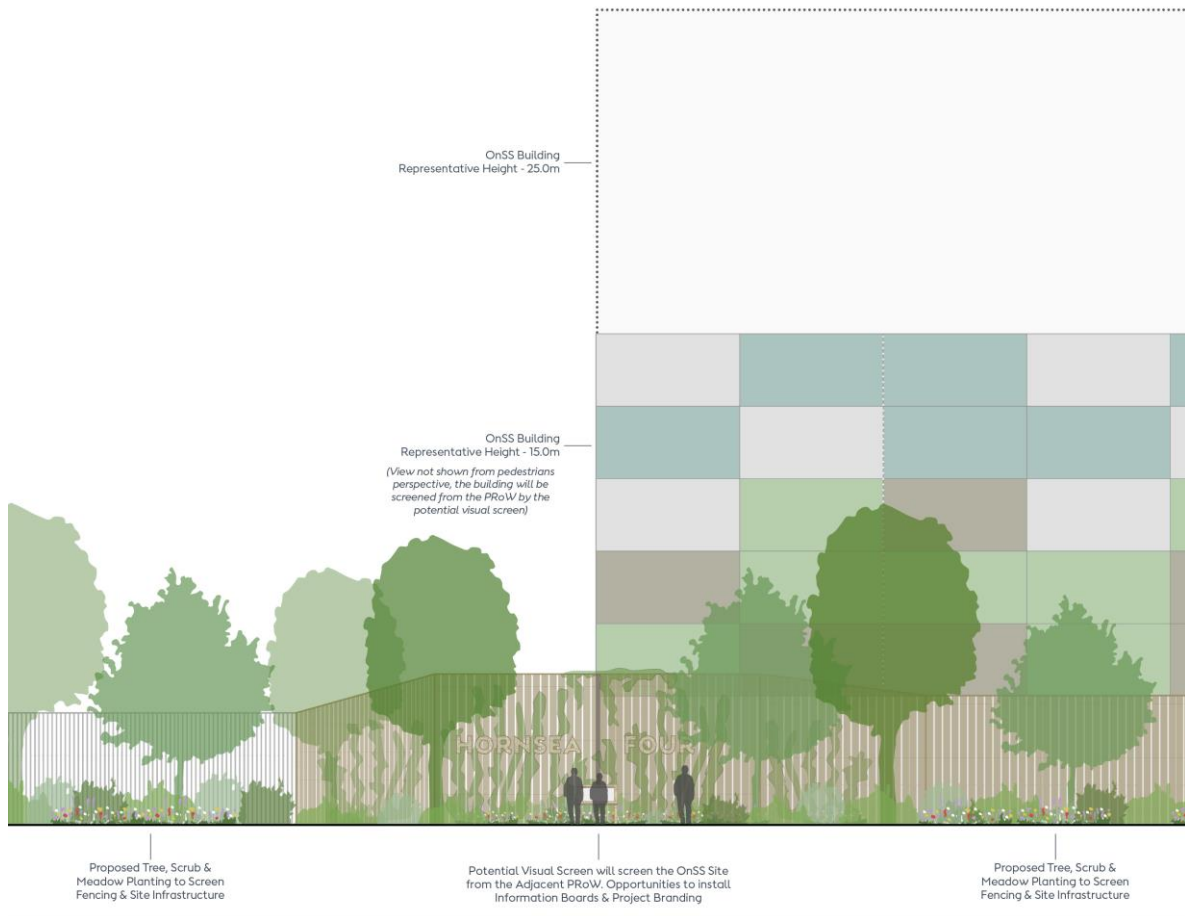 OnSS Building
Representative Height - 25.0m
OnSS Building
Representative Height - 15.0m
(View not shown from pedestrians
perspective, the building will be
screened from the PRoW by the
potential visual screen)
HORNSEA FOUR
Proposed Tree, Scrub &
Meadow Planting to Screen
Fencing & Site Infrastructure
Potential Visual Screen will screen the OnSS Site
from the Adjacent PRoW. Opportunities to install
Information Boards & Project Branding
Proposed Tree, Scrub &
Meadow Planting to Screen
Fencing & Site Infrastructure